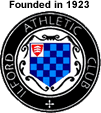 Founded in 1923
ILFORD ATHLETIC CLUB